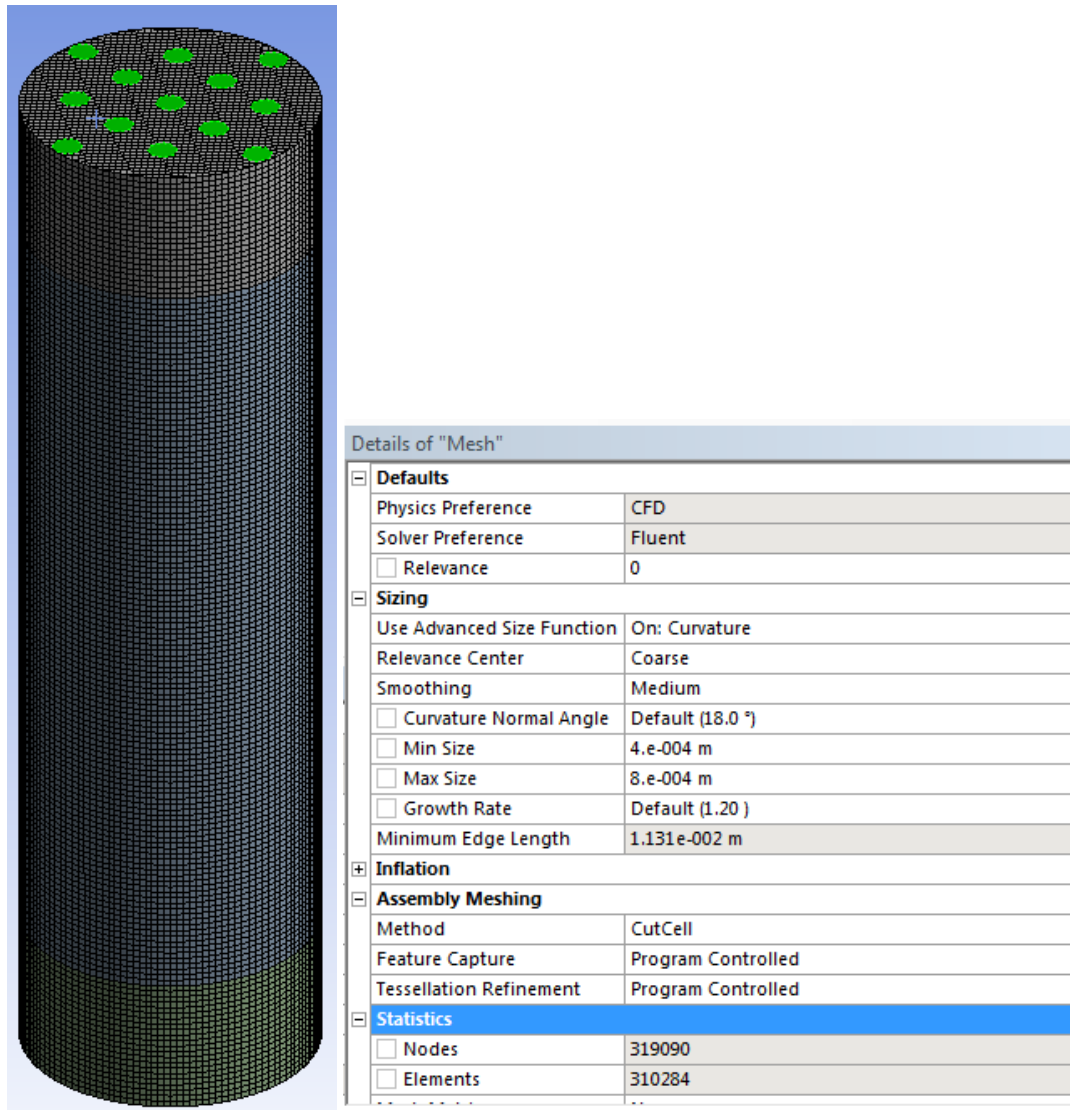 Details of "Mesh"
Defaults
Physics Preference CFD
Solver Preference Fluent
Relevance 0
Sizing
Use Advanced Size Function On: Curvature
Relevance Center Coarse
Smoothing Medium
Curvature Normal Angle Default (18.0 °)
Min Size 4.e-004 m
Max Size 8.e-004 m
Growth Rate Default (1.20 )
Minimum Edge Length 1.131e-002 m
Inflation
Assembly Meshing
Method CutCell
Feature Capture Program Controlled
Tessellation Refinement Program Controlled
Statistics
Nodes 319090
Elements 310284